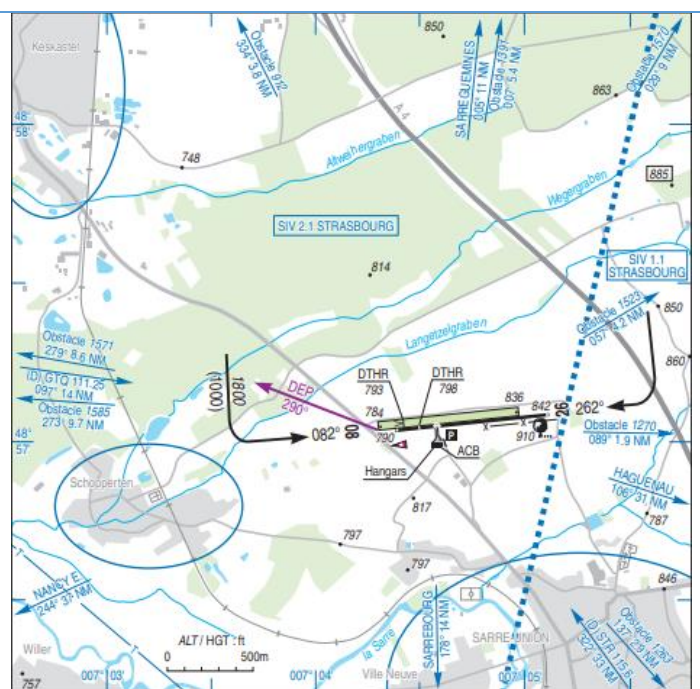 Keskastel
Obstacle 912
334° 3.8 NM
850
SARREGUEMINES
005° 11 NM
Obstacle 1391
007° 5.4 NM
Obstacle 1570
029° 9 NM
863
A 4
48°
58'
748
Altweihergraben
Wegergraben
885
SIV 2.1 STRASBOURG
814
SIV 1.1
STRASBOURG
850
Langetzelgraben
Obstacle 1523
057° 4.2 NM
Obstacle 1571
279° 8.6 NM
(D) GTQ 111.25
097° 14 NM
Obstacle 1585
273° 9.7 NM
1800
(1000)
DEP
290°
DTHR
793
DTHR
798
860
784
836
842
26
262°
082°
08
790
P
910
Obstacle 1270
089° 1.9 NM
48°
57'
Hangars
ACB
Schopperten
HAGUENAU
106° 31 NM
817
787
797
797
846
NANCY E.
244° 37 NM
SARREBOURG
178° 14 NM
SARRE-UNION
la Sarre
Ville Neuve
Willer
757
ALT / HGT : ft
0
500m
007° 03'
007° 04'
007° 05'
(D) STR 115.6
322° 33 NM
Obstacle 1267
137° 2.9 NM